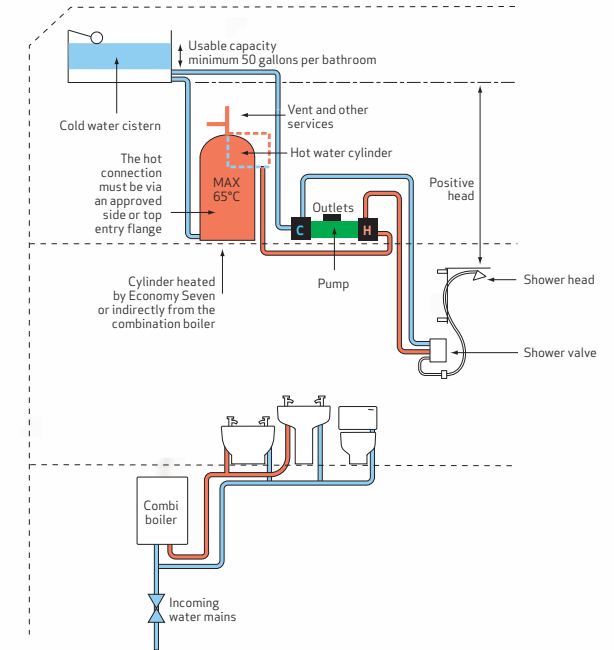 Usable capacity
minimum 50 gallons per bathroom
Cold water cistern
Vent and other
services
Hot water cylinder
The hot
connection
must be via
an approved
side or top
entry flange
MAX
65°C
Positive
head
Outlets
C
H
Pump
Cylinder heated
by Economy Seven
or indirectly from the
combination boiler
Shower head
Shower valve
Combi
boiler
Incoming
water mains